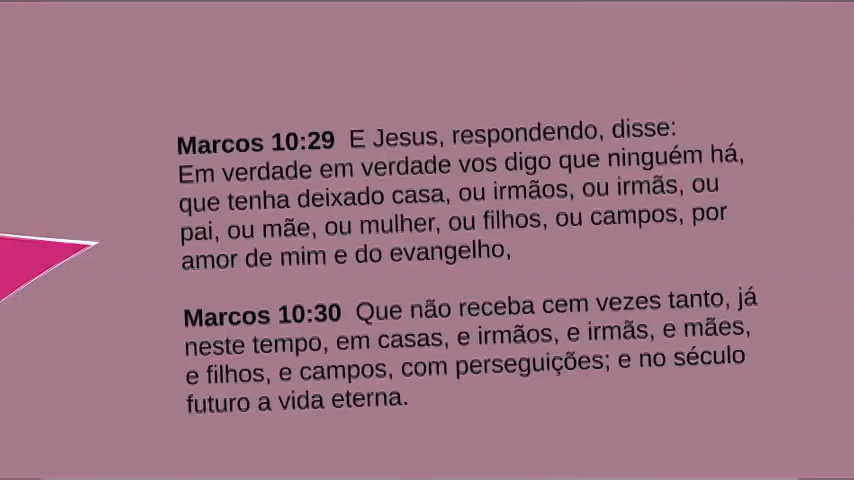 Marcos 10:29 E Jesus, respondendo, disse:
Em verdade em verdade vos digo que ninguém há,
que tenha deixado casa, ou irmãos, ou irmãs, ou
pai, ou mãe, ou mulher, ou filhos, ou campos, por
amor de mim e do evangelho,
Marcos 10:30 Que não receba cem vezes tanto, já
neste tempo, em casas, e irmãos, e irmãs, e mães,
e filhos, e campos, com perseguições; e no século
futuro a vida eterna.